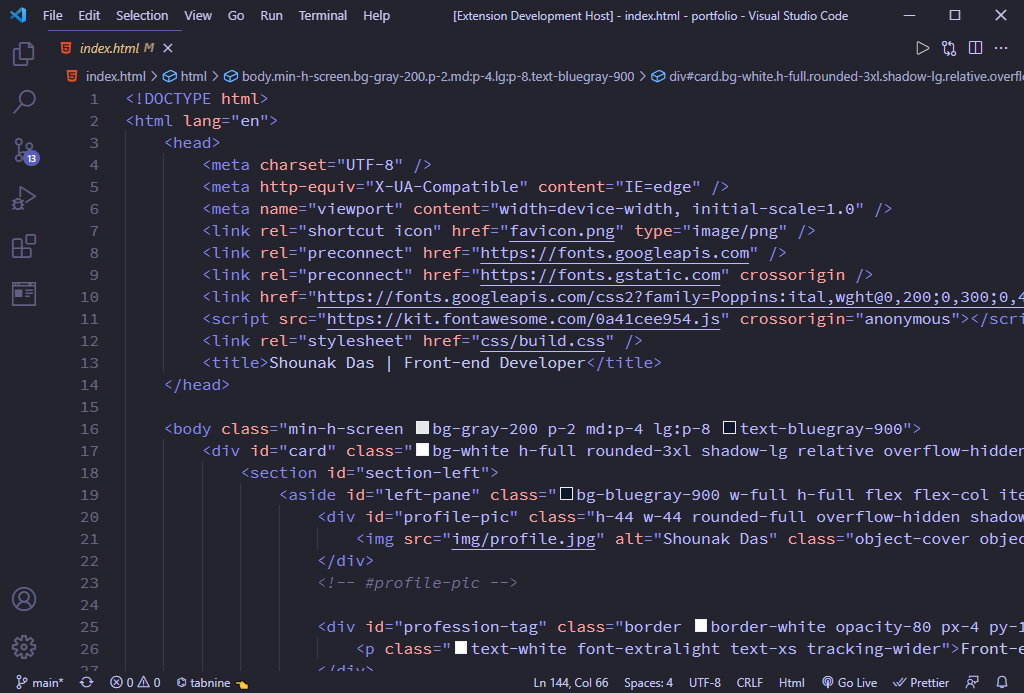 File Edit Selection View Go Run Terminal Help [Extension Development Host] - index.html - portfolio - Visual Studio Code
index.html M
index.html > html > body.min-h-screen.bg-gray-200.p-2.md:p-4.lg:p-8.text-bluegray-900 > div#card.bg-white.h-full.rounded-3xl.shadow-lg.relative.overfl
1 <!DOCTYPE html>
2 <html lang="en">
3 <head>
4 <meta charset="UTF-8" />
5 <meta http-equiv="X-UA-Compatible" content="IE=edge" />
6 <meta name="viewport" content="width=device-width, initial-scale=1.0" />
7 <link rel="shortcut icon" href="favicon.png" type="image/png" />
8 <link rel="preconnect" href="https://fonts.googleapis.com" />
9 <link rel="preconnect" href="https://fonts.gstatic.com" crossorigin />
10 <link href="https://fonts.googleapis.com/css2?family=Poppins:ital,wght@0,200;0,300;0,4
11 <script src="https://kit.fontawesome.com/0a41cee954.js" crossorigin="anonymous"></scri
12 <link rel="stylesheet" href="css/build.css" />
13 <title>Shounak Das | Front-end Developer</title>
14 </head>
15
16 <body class="min-h-screen bg-gray-200 p-2 md:p-4 lg:p-8 text-bluegray-900">
17 <div id="card" class="bg-white h-full rounded-3xl shadow-lg relative overflow-hidden
18 <section id="section-left">
19 <aside id="left-pane" class="bg-bluegray-900 w-full h-full flex flex-col ite
20 <div id="profile-pic" class="h-44 w-44 rounded-full overflow-hidden shadow
21 <img src="img/profile.jpg" alt="Shounak Das" class="object-cover objec
22 </div>
23 <!-- #profile-pic -->
24
25 <div id="profession-tag" class="border border-white opacity-80 px-4 py-1
26 <p class="text-white font-extralight text-xs tracking-wider">Front-e
27 </div>
13
main* 0 0 tabnine Ln 144, Col 66 Spaces: 4 UTF-8 CRLF Html Go Live Prettier